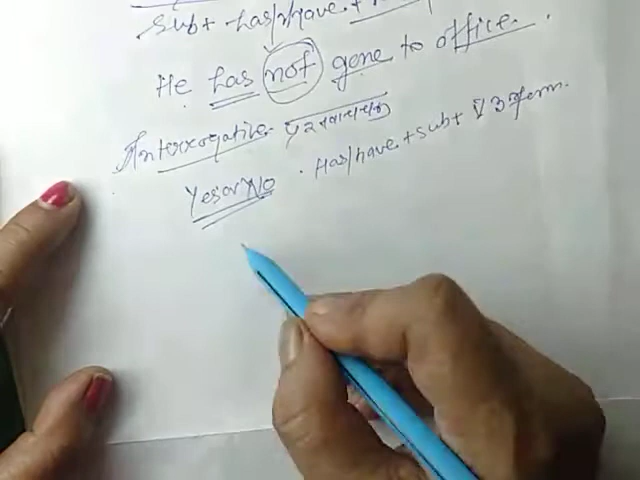 Sub + has/have +
He has not gone to office.
Interrogative प्रश्नवाचक
Yes or No . Has/have + sub + V3 form.